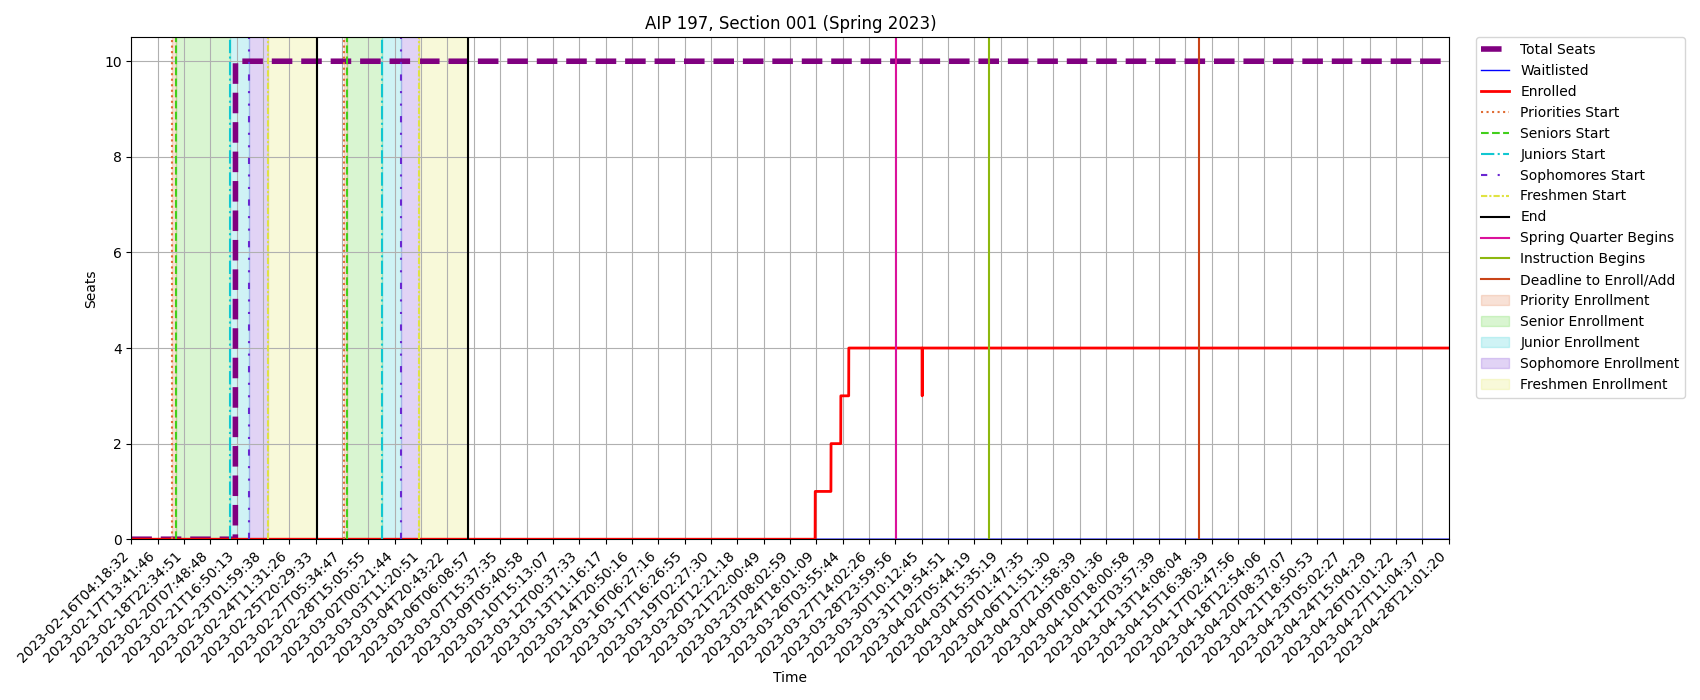 AIP 197, Section 001 (Spring 2023)
Seats
10
8
6
4
2
0
2023-02-16T04:18:32
2023-02-17T13:41:46
2023-02-18T22:34:51
2023-02-20T07:48:48
2023-02-21T16:50:13
2023-02-23T01:59:38
2023-02-24T11:31:26
2023-02-25T20:29:33
2023-02-27T05:34:47
2023-02-28T15:05:55
2023-03-02T00:21:44
2023-03-03T11:20:51
2023-03-04T20:43:22
2023-03-06T06:08:57
2023-03-07T15:37:35
2023-03-09T05:40:58
2023-03-10T15:13:07
2023-03-12T00:37:33
2023-03-13T11:16:17
2023-03-14T20:50:16
2023-03-16T06:27:16
2023-03-17T16:26:55
2023-03-19T02:27:30
2023-03-20T12:21:18
2023-03-21T22:00:49
2023-03-23T08:02:59
2023-03-24T18:01:09
2023-03-26T03:55:44
2023-03-27T14:02:26
2023-03-28T23:59:56
2023-03-30T10:12:45
2023-03-31T19:54:51
2023-04-02T05:44:19
2023-04-03T15:35:19
2023-04-05T01:47:35
2023-04-06T11:51:30
2023-04-07T21:58:39
2023-04-09T08:01:36
2023-04-10T18:00:58
2023-04-12T03:57:39
2023-04-13T14:08:04
2023-04-15T16:38:39
2023-04-17T02:47:56
2023-04-18T12:54:06
2023-04-20T08:37:07
2023-04-21T18:50:53
2023-04-23T05:02:27
2023-04-24T15:04:29
2023-04-26T01:01:22
2023-04-27T11:04:37
2023-04-28T21:01:20
Time
Total Seats
Waitlisted
Enrolled
Priorities Start
Seniors Start
Juniors Start
Sophomores Start
Freshmen Start
End
Spring Quarter Begins
Instruction Begins
Deadline to Enroll/Add
Priority Enrollment
Senior Enrollment
Junior Enrollment
Sophomore Enrollment
Freshmen Enrollment